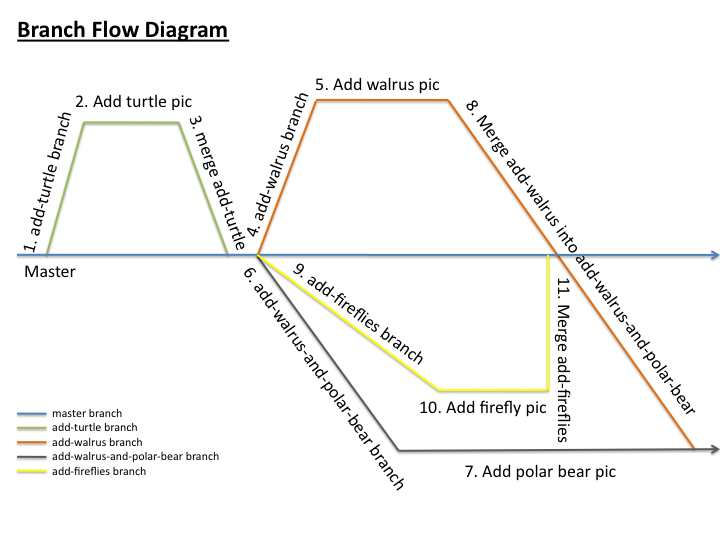 Branch Flow Diagram
1. add-turtle branch
2. Add turtle pic
3. merge add-turtle
4. add-walrus branch
5. Add walrus pic
8. Merge add-walrus into add-walrus-and-polar-bear
Master
6. add-walrus-and-polar-bear branch
9. add-fireflies branch
10. Add firefly pic
11. Merge add-fireflies
7. Add polar bear pic
master branch
add-turtle branch
add-walrus branch
add-walrus-and-polar-bear branch
add-fireflies branch